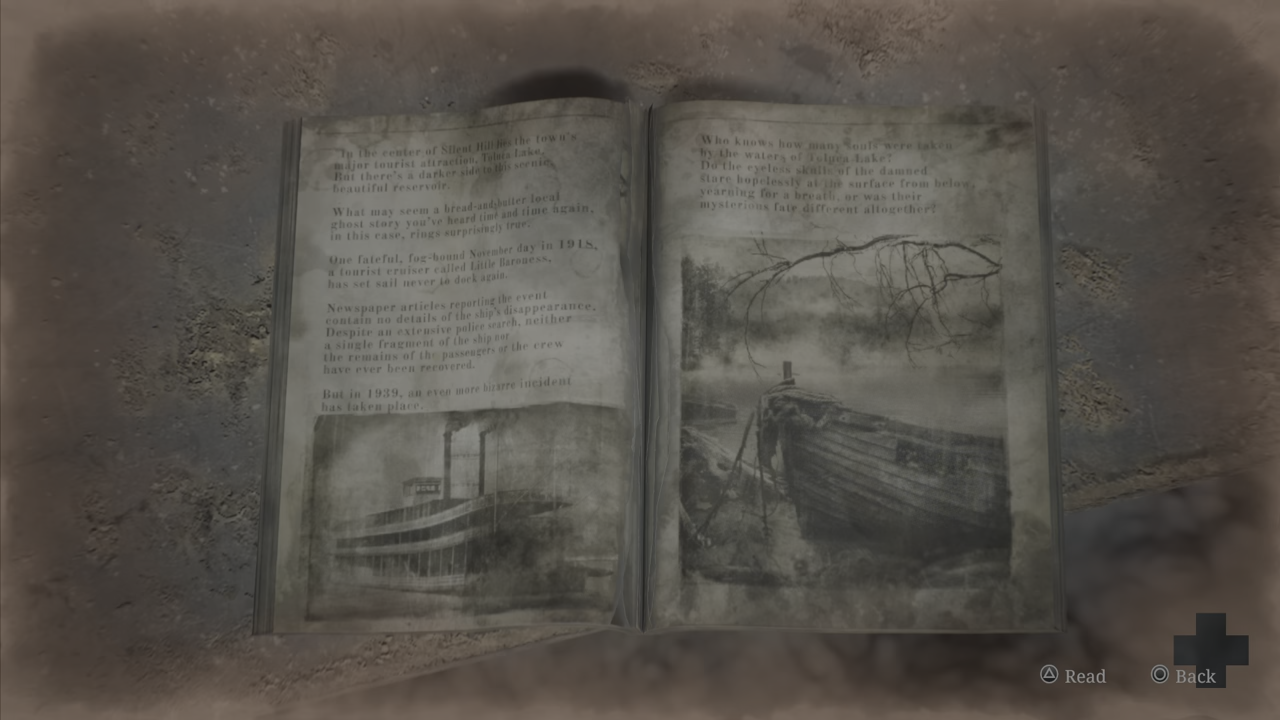 In the center of Silent Hill lies the town's
major tourist attraction, Toluca Lake.
But there's a darker side to this scenic,
beautiful reservoir.
What may seem a bread-and-butter local
ghost story you've heard time and time again,
in this case, rings surprisingly true.
One fateful, fog-bound November day in 1918,
a tourist cruiser called Little Baroness,
has set sail never to dock again.
Newspaper articles reporting the event
contain no details of the ship's disappearance.
Despite an extensive police search, neither
a single fragment of the ship nor
the remains of the passengers or the crew
have ever been recovered.
But in 1939, an even more bizarre incident
has taken place.
Who knows how many souls were taken
by the waters of Toluca Lake?
Do the eyeless skulls of the damned
stare hopelessly at the surface from below,
yearning for a breath, or was their
mysterious fate different altogether?
Read
Back